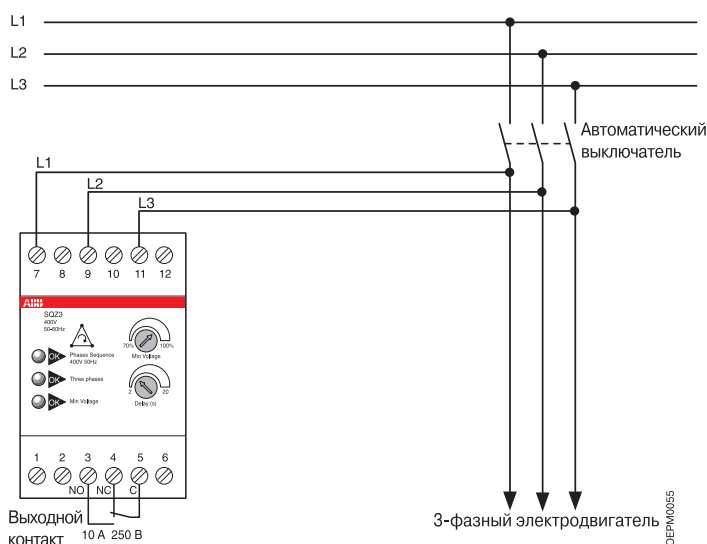 L1
L2
L3
Автоматический
выключатель
L1
L2
L3
7 8 9 10 11 12
ABB
SQZ3
400V
50-60Hz
70% 100%
Min Voltage
OK Phases Sequence
400V 50Hz
OK Three phases
2 20
Delay (s)
OK Min Voltage
1 2 3 4 5 6
NO NC C
Выходной
контакт 10 A 250 В
3-фазный электродвигатель
OEPM0055